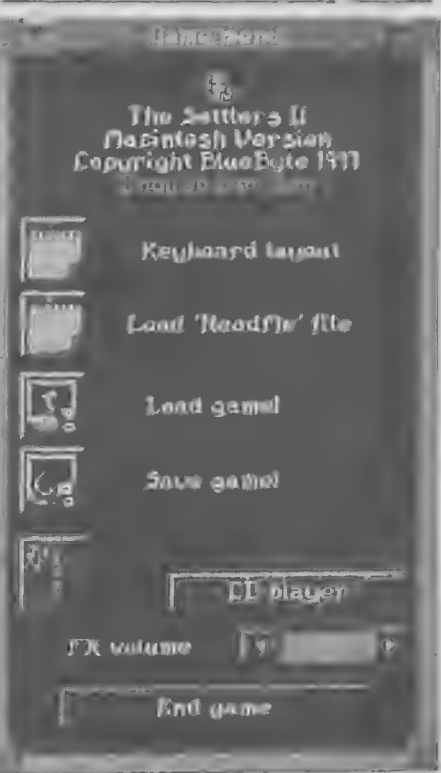 The Settlers II
Macintosh Version
Copyright BlueByte 1997
Keyboard layout
Load 'ReadMe' file
Load game!
Save game!
CD player
FX volume
End game